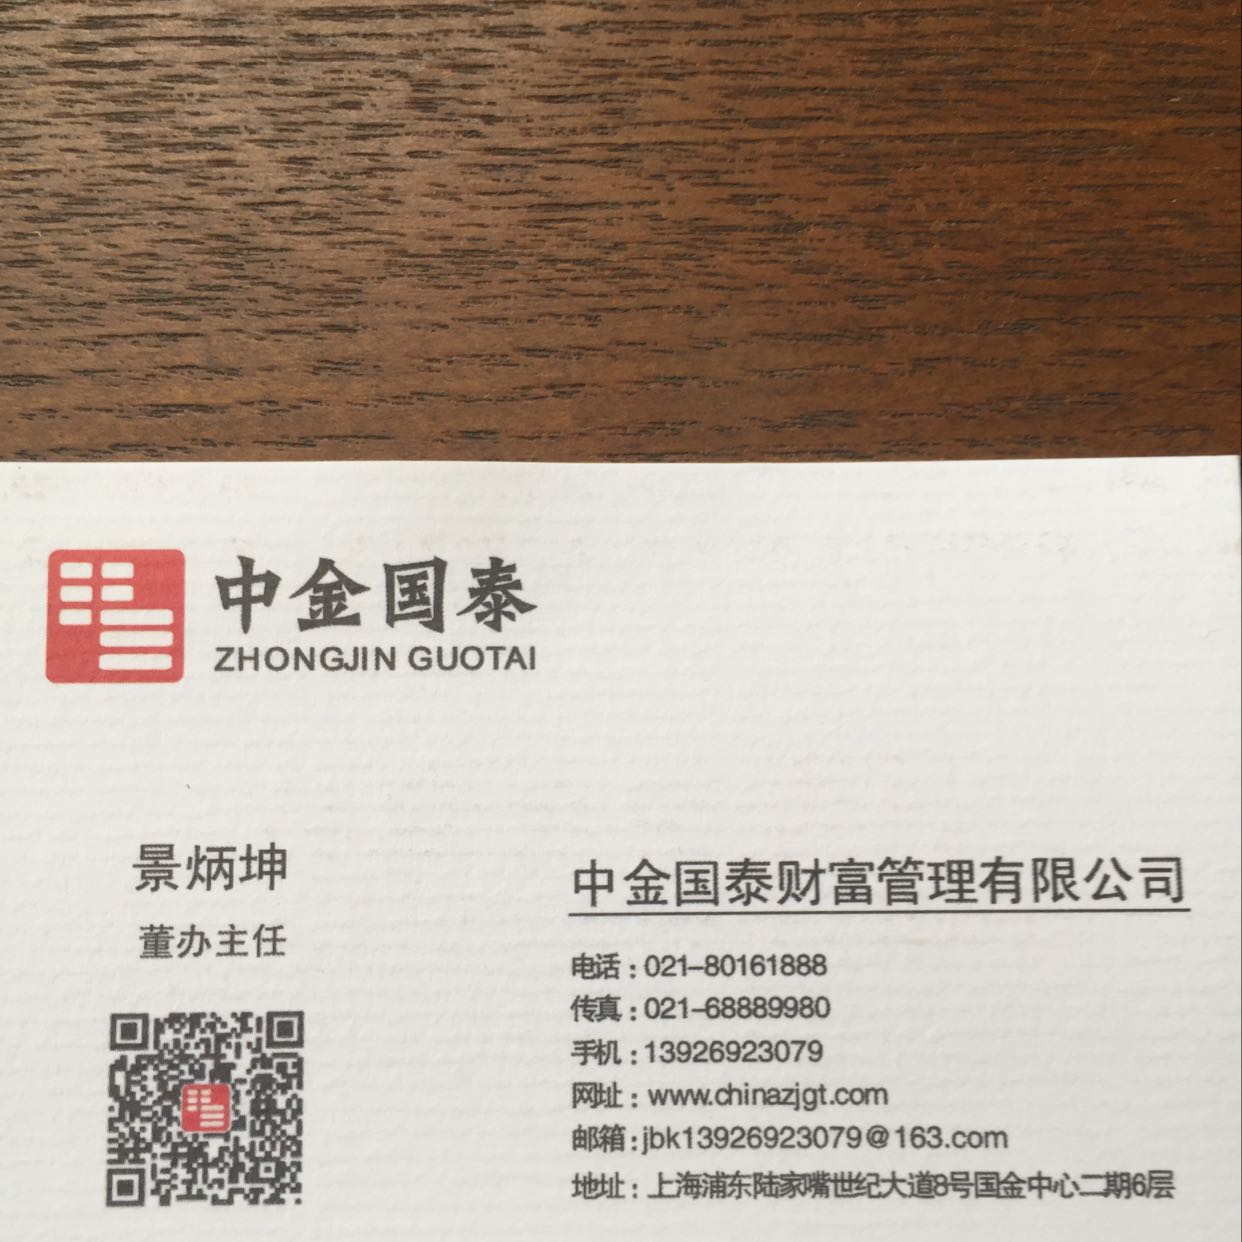 中金国泰
ZHONGJIN GUOTAI
景炳坤
董办主任
中金国泰财富管理有限公司
电话：021-80161888
传真：021-68889980
手机：13926923079
网址：www.chinazjgt.com
邮箱：jbk13926923079@163.com
地址：上海浦东陆家嘴世纪大道8号国金中心二期6层